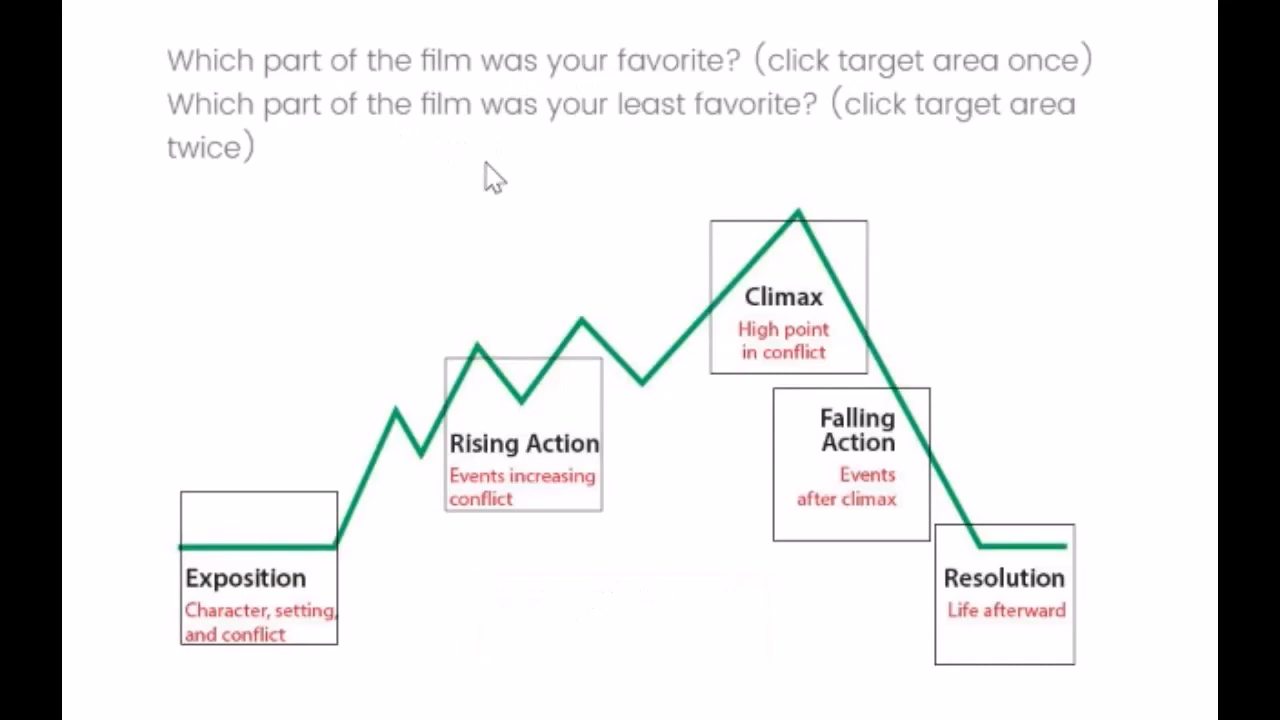 Which part of the film was your favorite? (click target area once)
Which part of the film was your least favorite? (click target area
twice)
Climax
High point
in conflict
Rising Action
Events increasing
conflict
Falling
Action
Events
after climax
Exposition
Character, setting,
and conflict
Resolution
Life afterward